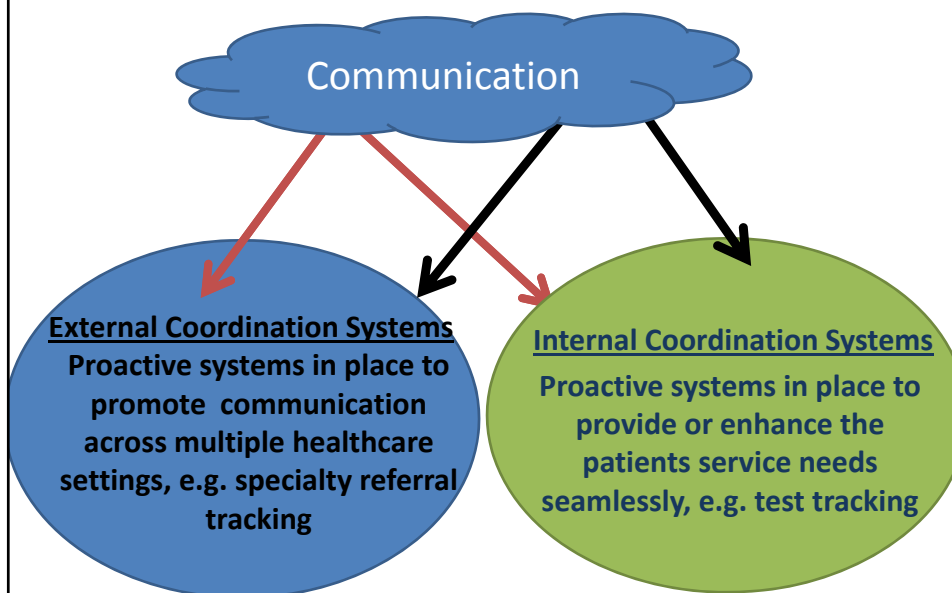 Communication
External Coordination Systems
Proactive systems in place to
promote communication
across multiple healthcare
settings, e.g. specialty referral
tracking
Internal Coordination Systems
Proactive systems in place to
provide or enhance the
patients service needs
seamlessly, e.g. test tracking